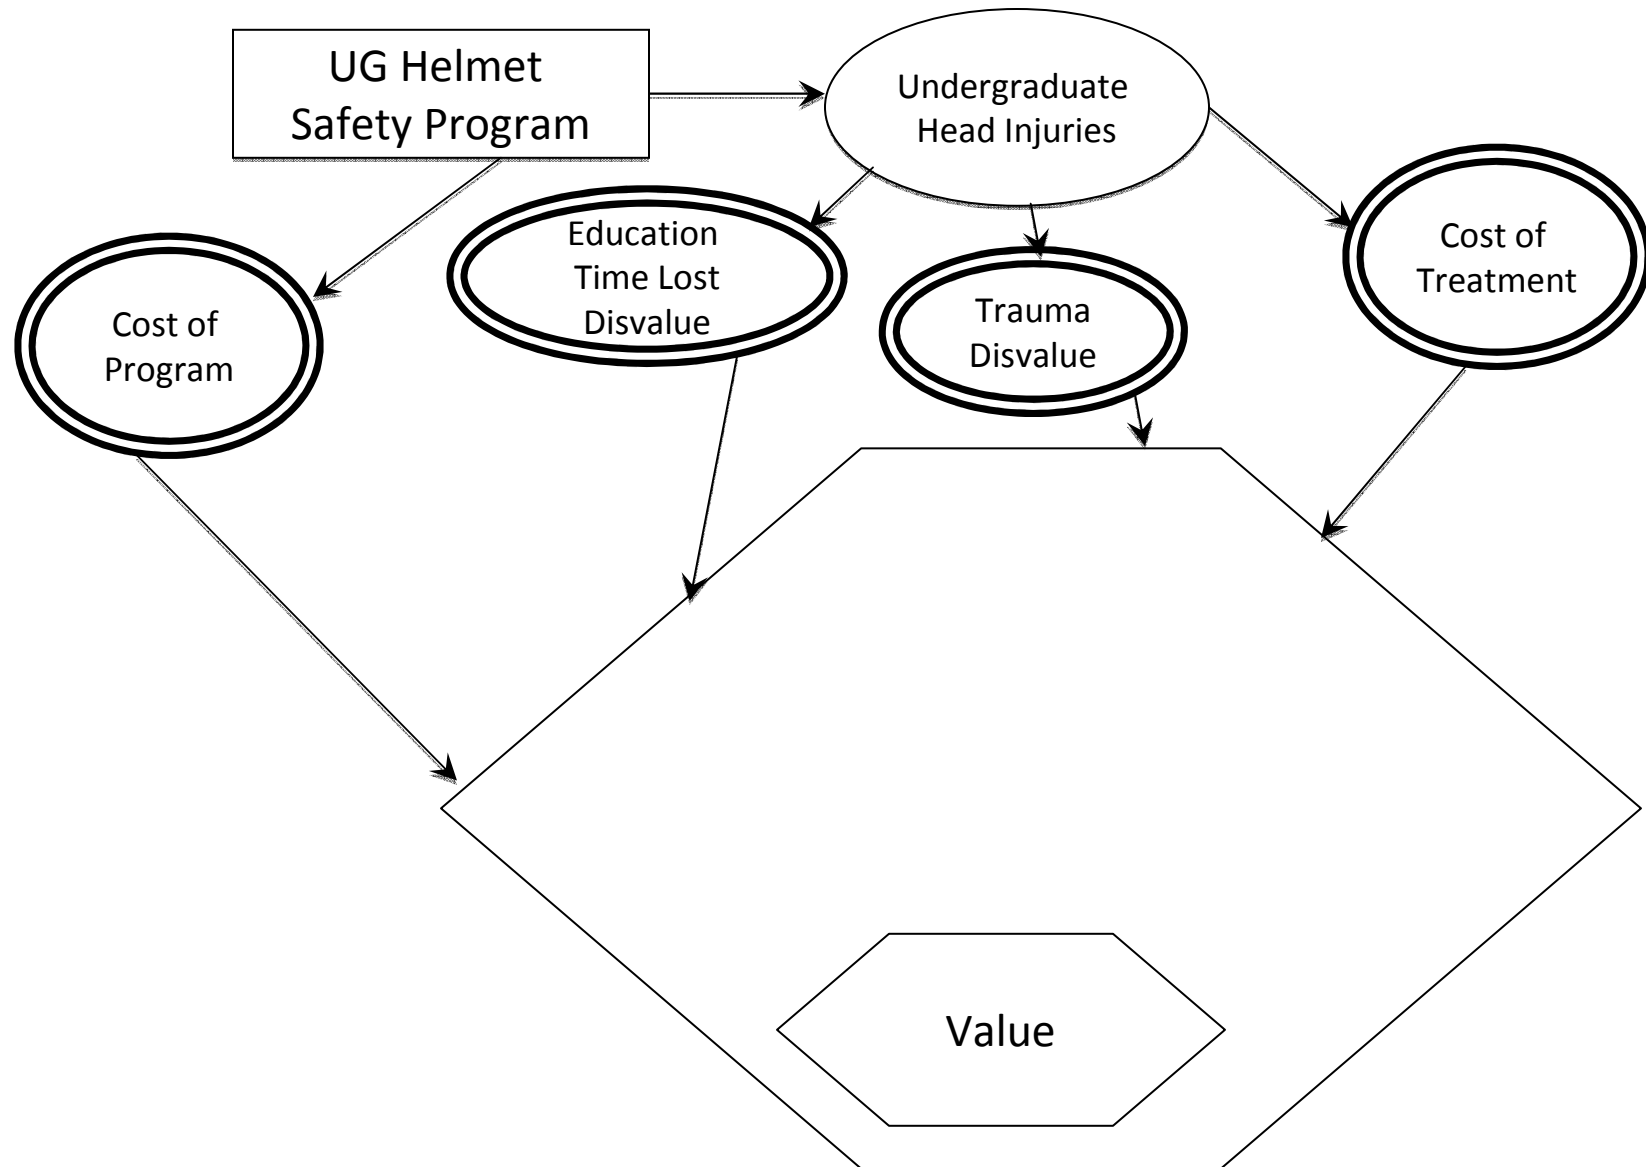 UG Helmet
Safety Program
Undergraduate
Head Injuries
Cost of
Program
Education
Time Lost
Disvalue
Trauma
Disvalue
Cost of
Treatment
Value